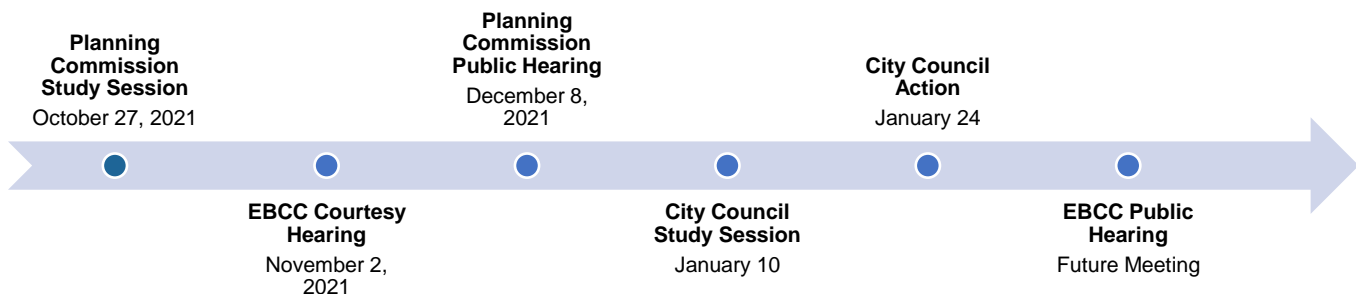 Planning
Commission
Study Session
October 27, 2021
EBCC Courtesy
Hearing
November 2,
2021
Planning
Commission
Public Hearing
December 8,
2021
City Council
Study Session
January 10
City Council
Action
January 24
EBCC Public
Hearing
Future Meeting